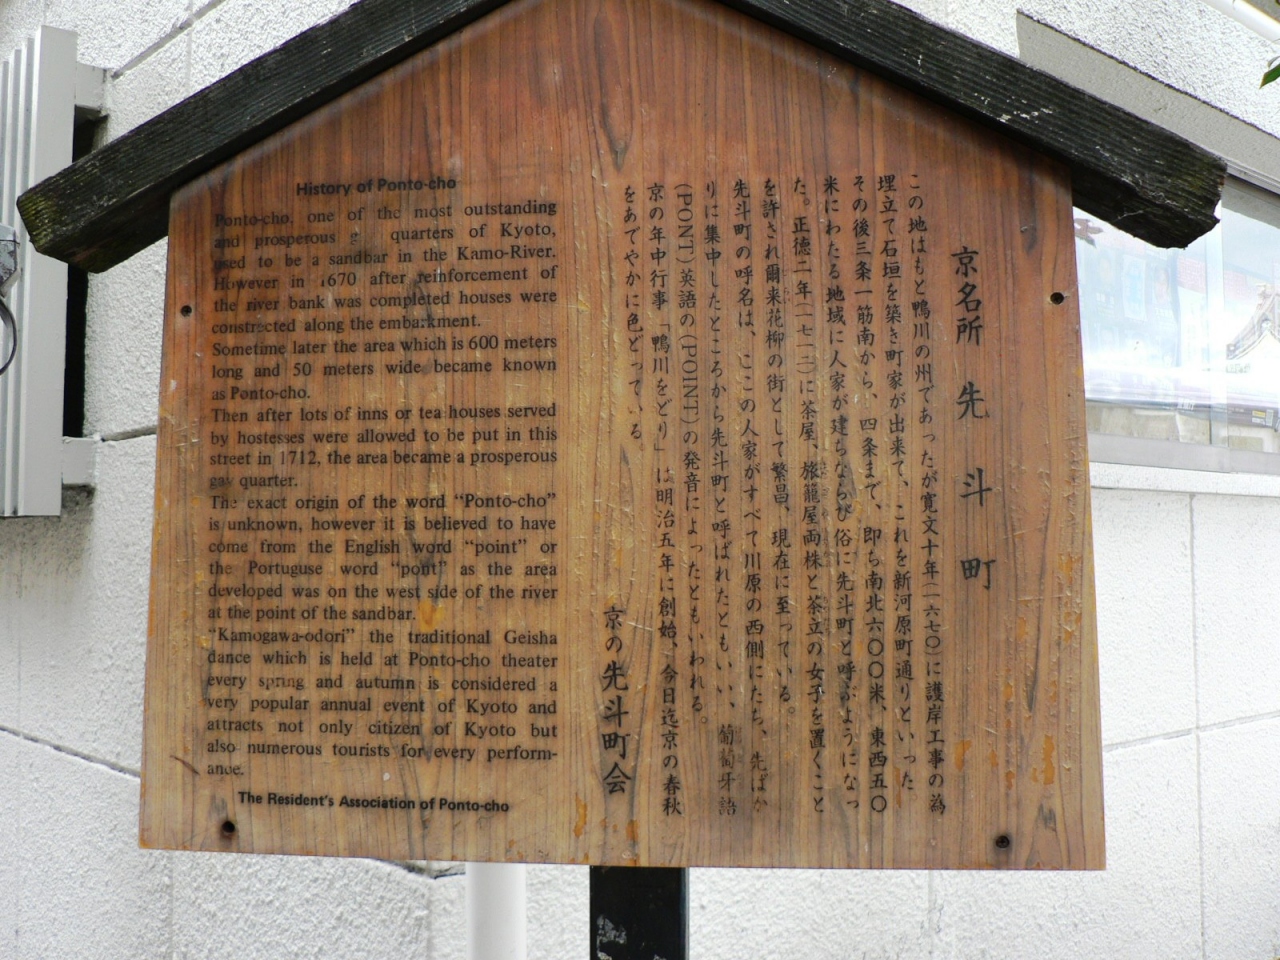 History of Ponto-cho
Ponto-cho, one of the most outstanding
and prosperous g quarters of Kyoto,
used to be a sandbar in the Kamo-River.
However in 1670 after reinforcement of
the river bank was completed houses were
constrected along the embarkment.
Sometime later the area which is 600 meters
long and 50 meters wide became known
as Ponto-cho.
Then after lots of inns or tea houses served
by hostesses were allowed to be put in this
street in 1712, the area became a prosperous
gay quarter.
The exact origin of the word “Ponto-cho”
is unknown, however it is believed to have
come from the English word “point” or
the Portuguse word “pont” as the area
developed was on the west side of the river
at the point of the sandbar.
“Kamogawa-odori” the traditional Geisha
dance which is held at Ponto-cho theater
every spring and autumn is considered a
very popular annual event of Kyoto and
attracts not only citizen of Kyoto but
also numerous tourists for every perform-
ance.
The Resident's Association of Ponto-cho
京名所 先斗町
この地はもと鴨川の州であったが寛文十年(一六七〇)に護岸工事の為
埋立て石垣を築き町家が出来て、これを新河原町通りといった。
その後三条一筋南から、四条まで、即ち南北六〇〇米、東西五〇
米にわたる地域に人家が建ちならび俗に先斗町と呼ぶようになっ
た。正徳二年(一七一二)に茶屋、旅籠屋両株と茶立の女子を置くこと
を許され爾来花柳の街として繁昌、現在に至っている。
先斗町の呼名は、ここの人家がすべて川原の西側にたち、先ばか
りに集中したところから先斗町と呼ばれたともいい、葡萄牙語
(PONT)英語の(POINT)の発音によったともいわれる。
京の年中行事「鴨川をどり」は明治五年に創始、今日迄京の春秋
をあでやかに色どっている。
京の先斗町会